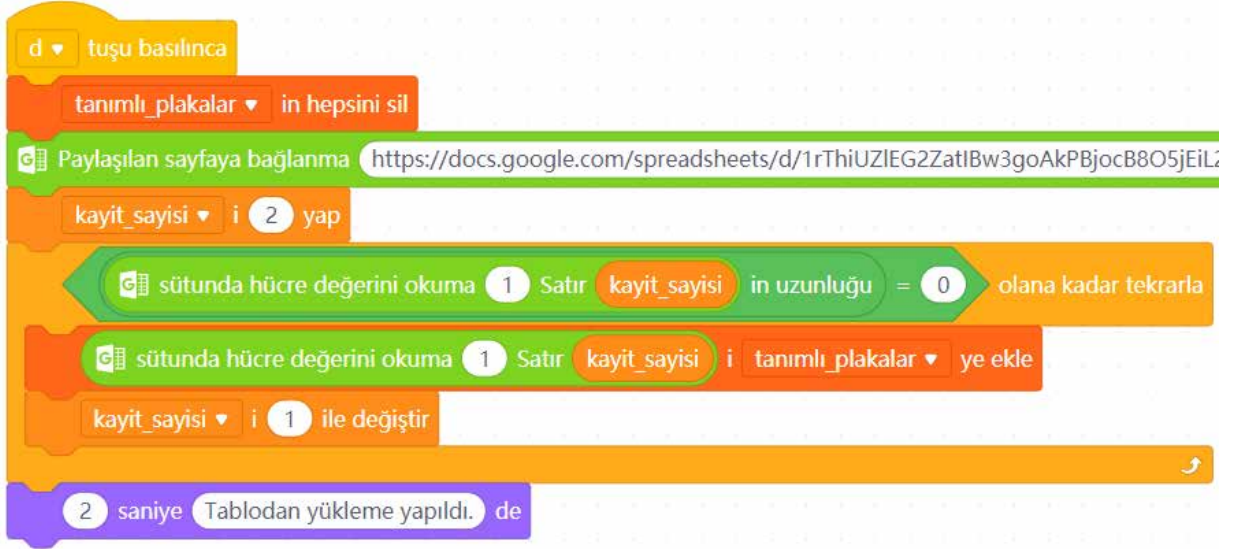 d tuşu basılınca
tanımlı_plakalar in hepsini sil
Paylaşılan sayfaya bağlanma https://docs.google.com/spreadsheets/d/1rThiUZlEG2ZatIBw3goAkPBjocB8O5jEiL2
kayit_sayisi i 2 yap
sütunda hücre değerini okuma 1 Satır kayit_sayisi in uzunluğu = 0 olana kadar tekrarla
sütunda hücre değerini okuma 1 Satır kayit_sayisi i tanımlı_plakalar ye ekle
kayit_sayisi i 1 ile değiştir
2 saniye Tablodan yükleme yapıldı. de